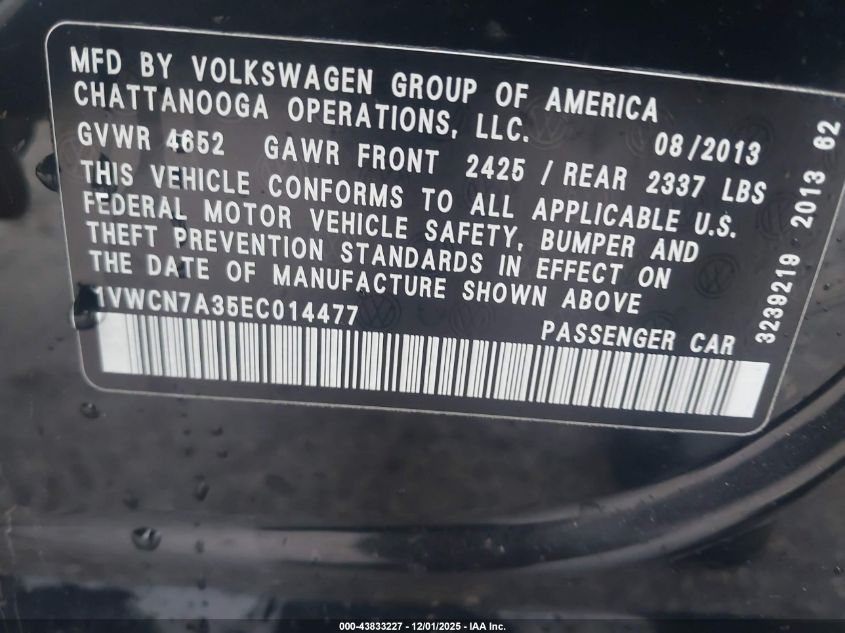 MFD BY VOLKSWAGEN GROUP OF AMERICA
CHATTANOOGA OPERATIONS, LLC.
08/2013
GVWR 4652 GAWR FRONT 2425 / REAR 2337 LBS
THIS VEHICLE CONFORMS TO ALL APPLICABLE U.S.
FEDERAL MOTOR VEHICLE SAFETY, BUMPER AND
THEFT PREVENTION STANDARDS IN EFFECT ON
THE DATE OF MANUFACTURE SHOWN ABOVE
1VWCN7A35EC014477
PASSENGER CAR
3239219 2013 62
000-43833227 - 12/01/2025 - IAA Inc.